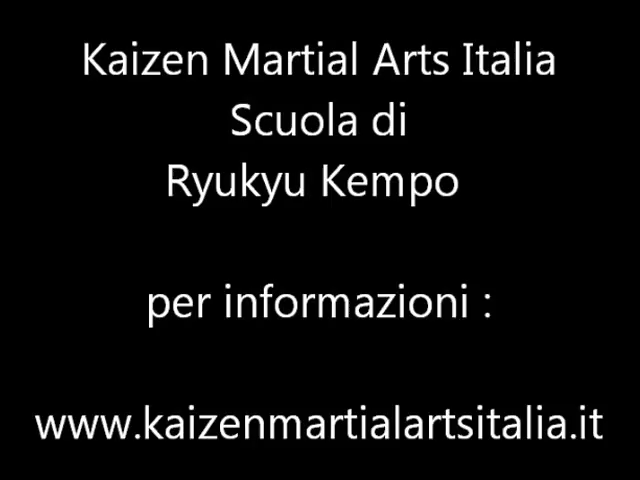 Kaizen Martial Arts Italia
Scuola di
Ryukyu Kempo
per informazioni :
www.kaizenmartialartsitalia.it